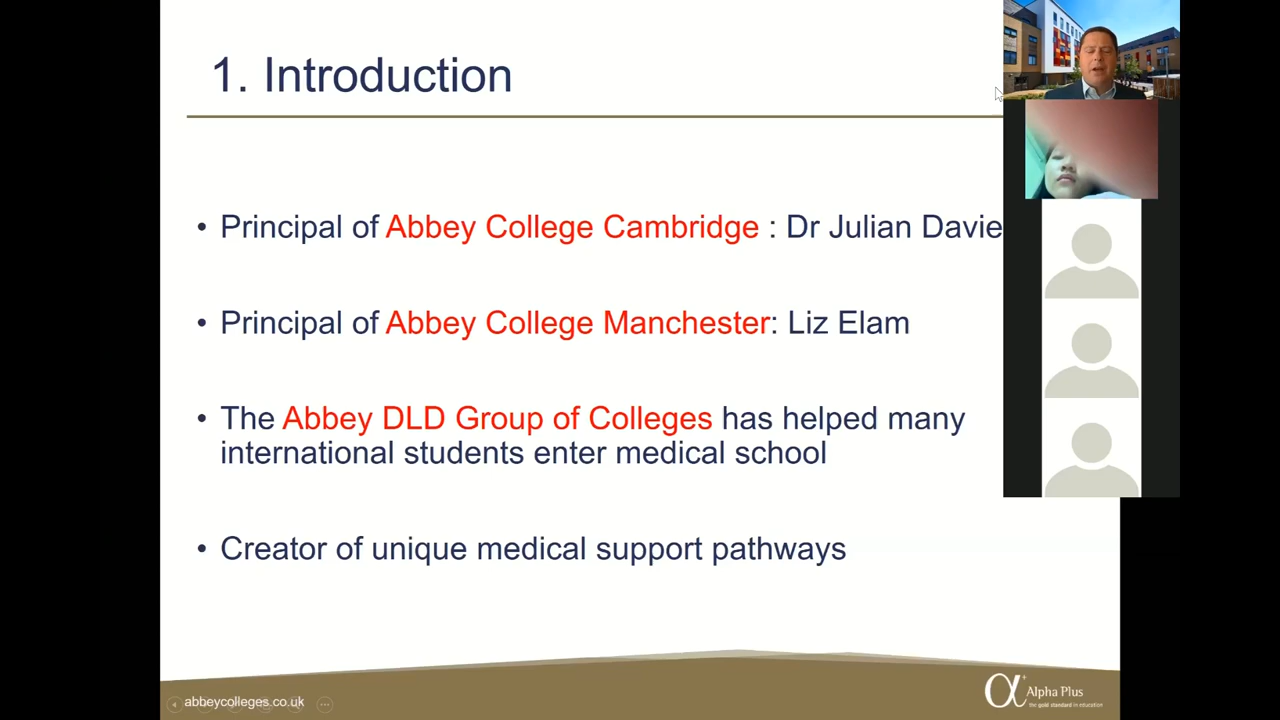 1. Introduction
• Principal of Abbey College Cambridge : Dr Julian Davie
• Principal of Abbey College Manchester: Liz Elam
• The Abbey DLD Group of Colleges has helped many
international students enter medical school
• Creator of unique medical support pathways
abbeycolleges.co.uk
α+ Alpha Plus
the gold standard in education